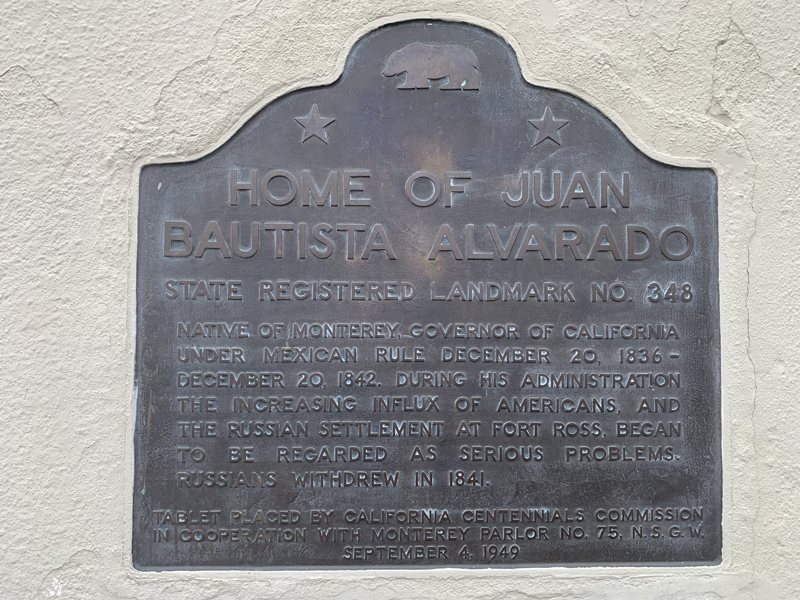 HOME OF JUAN
BAUTISTA ALVARADO
STATE REGISTERED LANDMARK NO. 348
NATIVE OF MONTEREY, GOVERNOR OF CALIFORNIA
UNDER MEXICAN RULE DECEMBER 20, 1836 –
DECEMBER 20, 1842. DURING HIS ADMINISTRATION
THE INCREASING INFLUX OF AMERICANS, AND
THE RUSSIAN SETTLEMENT AT FORT ROSS, BEGAN
TO BE REGARDED AS SERIOUS PROBLEMS.
RUSSIANS WITHDREW IN 1841.
TABLET PLACED BY CALIFORNIA CENTENNIALS COMMISSION
IN COOPERATION WITH MONTEREY PARLOR NO. 75, N.S.G.W.
SEPTEMBER 4, 1949